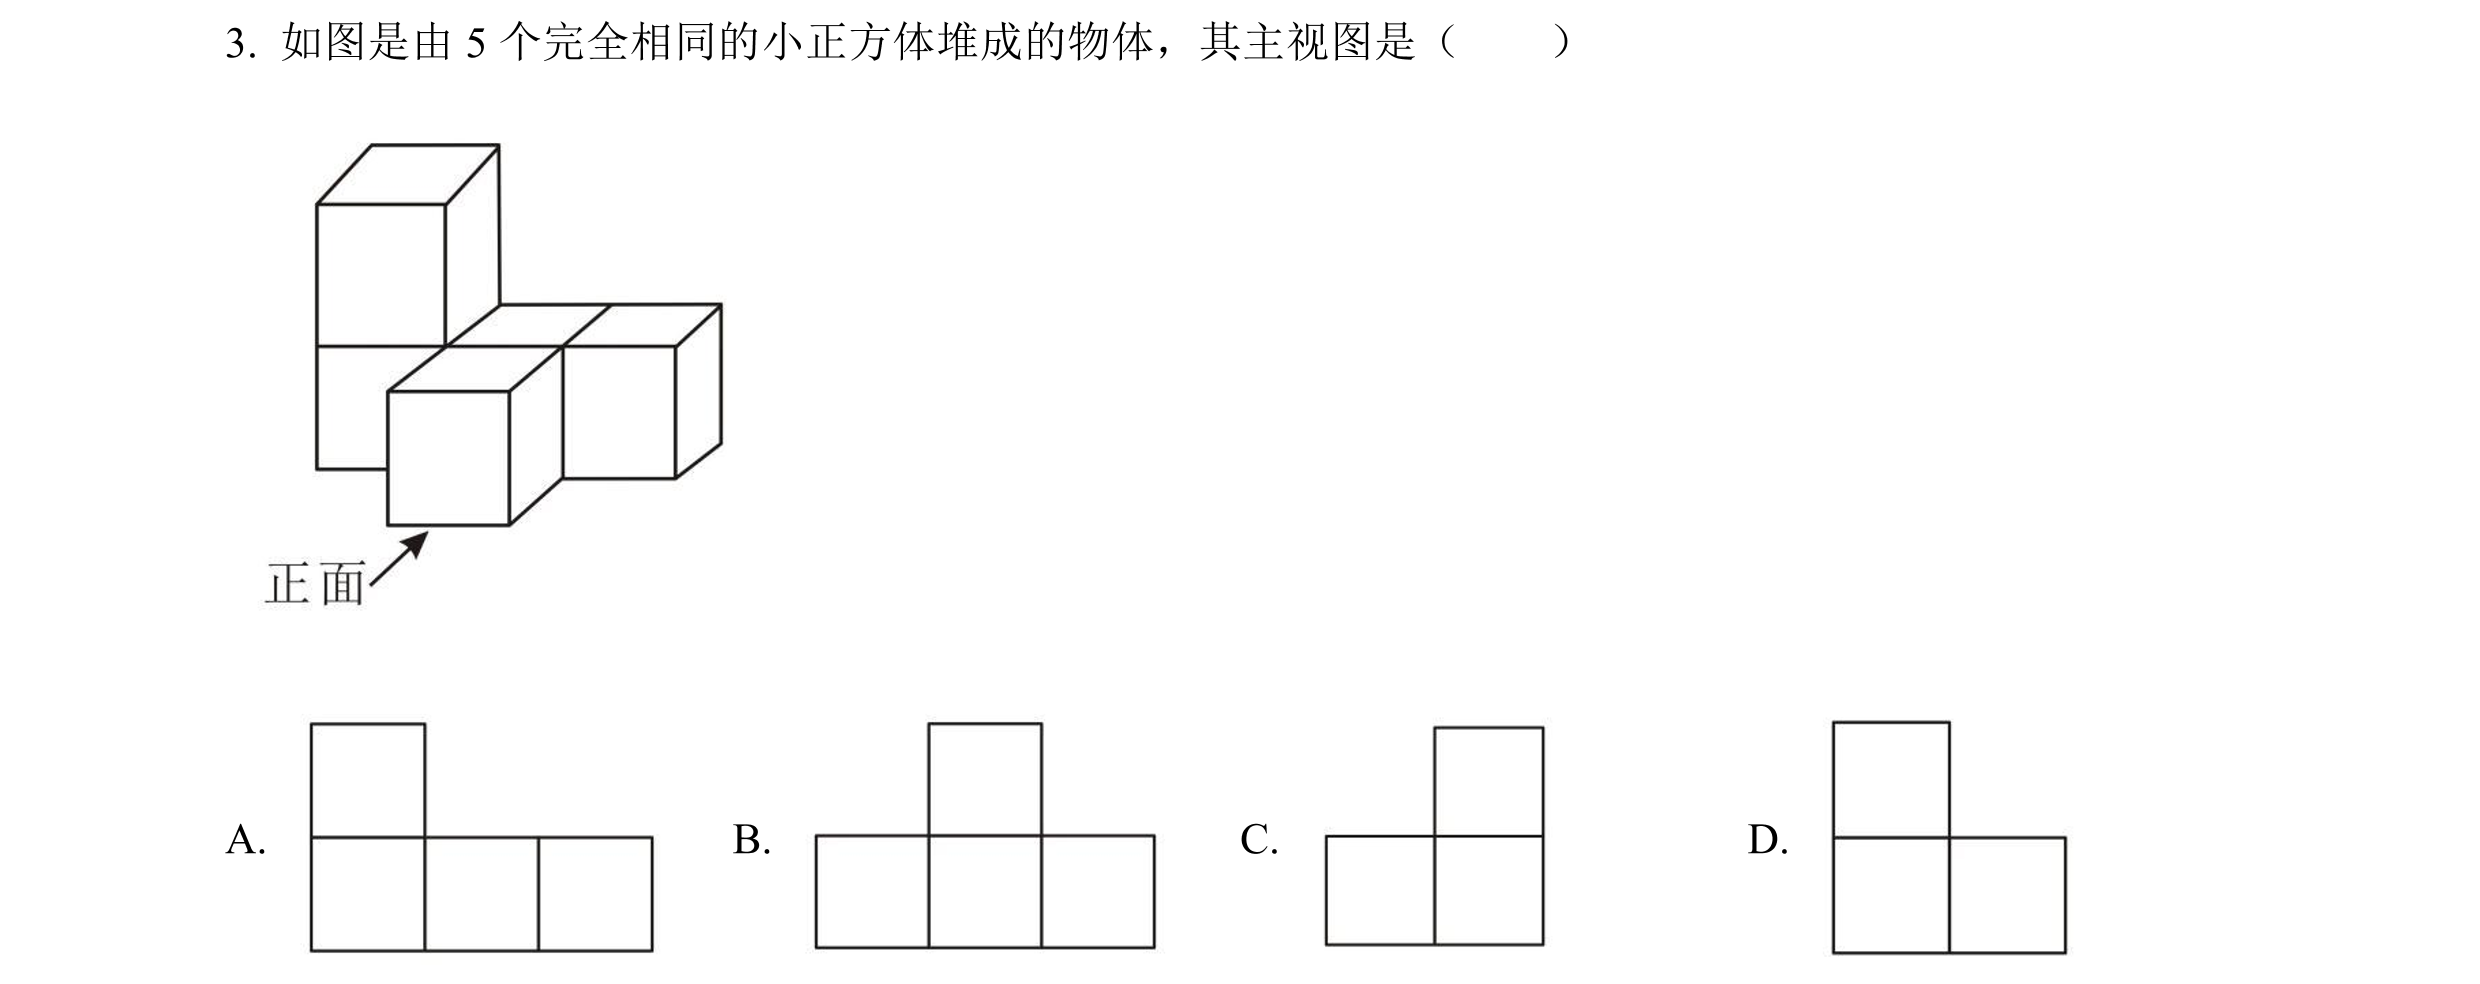 3. 如图是由 5 个完全相同的小正方体堆成的物体，其主视图是（　　）
正面
A. B. C. D.